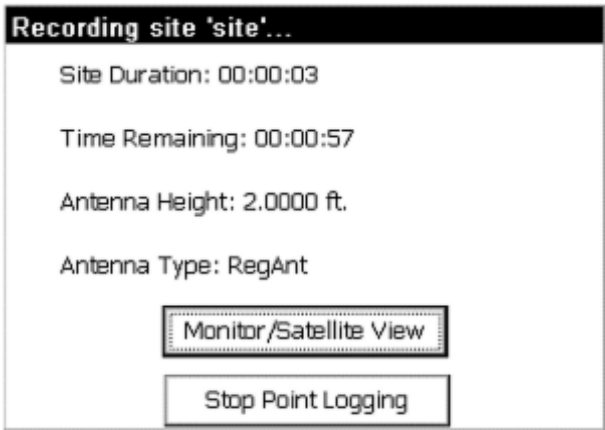 Recording site 'site'...
Site Duration: 00:00:03
Time Remaining: 00:00:57
Antenna Height: 2.0000 ft.
Antenna Type: RegAnt
Monitor/Satellite View
Stop Point Logging